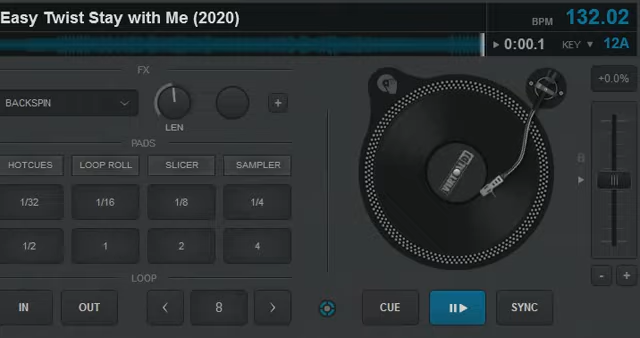 Easy Twist Stay with Me (2020)
BPM 132.02
0:00.1 KEY 12A
FX
+0.0%
BACKSPIN
LEN
+
PADS
HOTCUES LOOP ROLL SLICER SAMPLER
1/32 1/16 1/8 1/4
1/2 1 2 4
VIRTUAL DJ
LOOP
- +
IN OUT < 8 > CUE SYNC